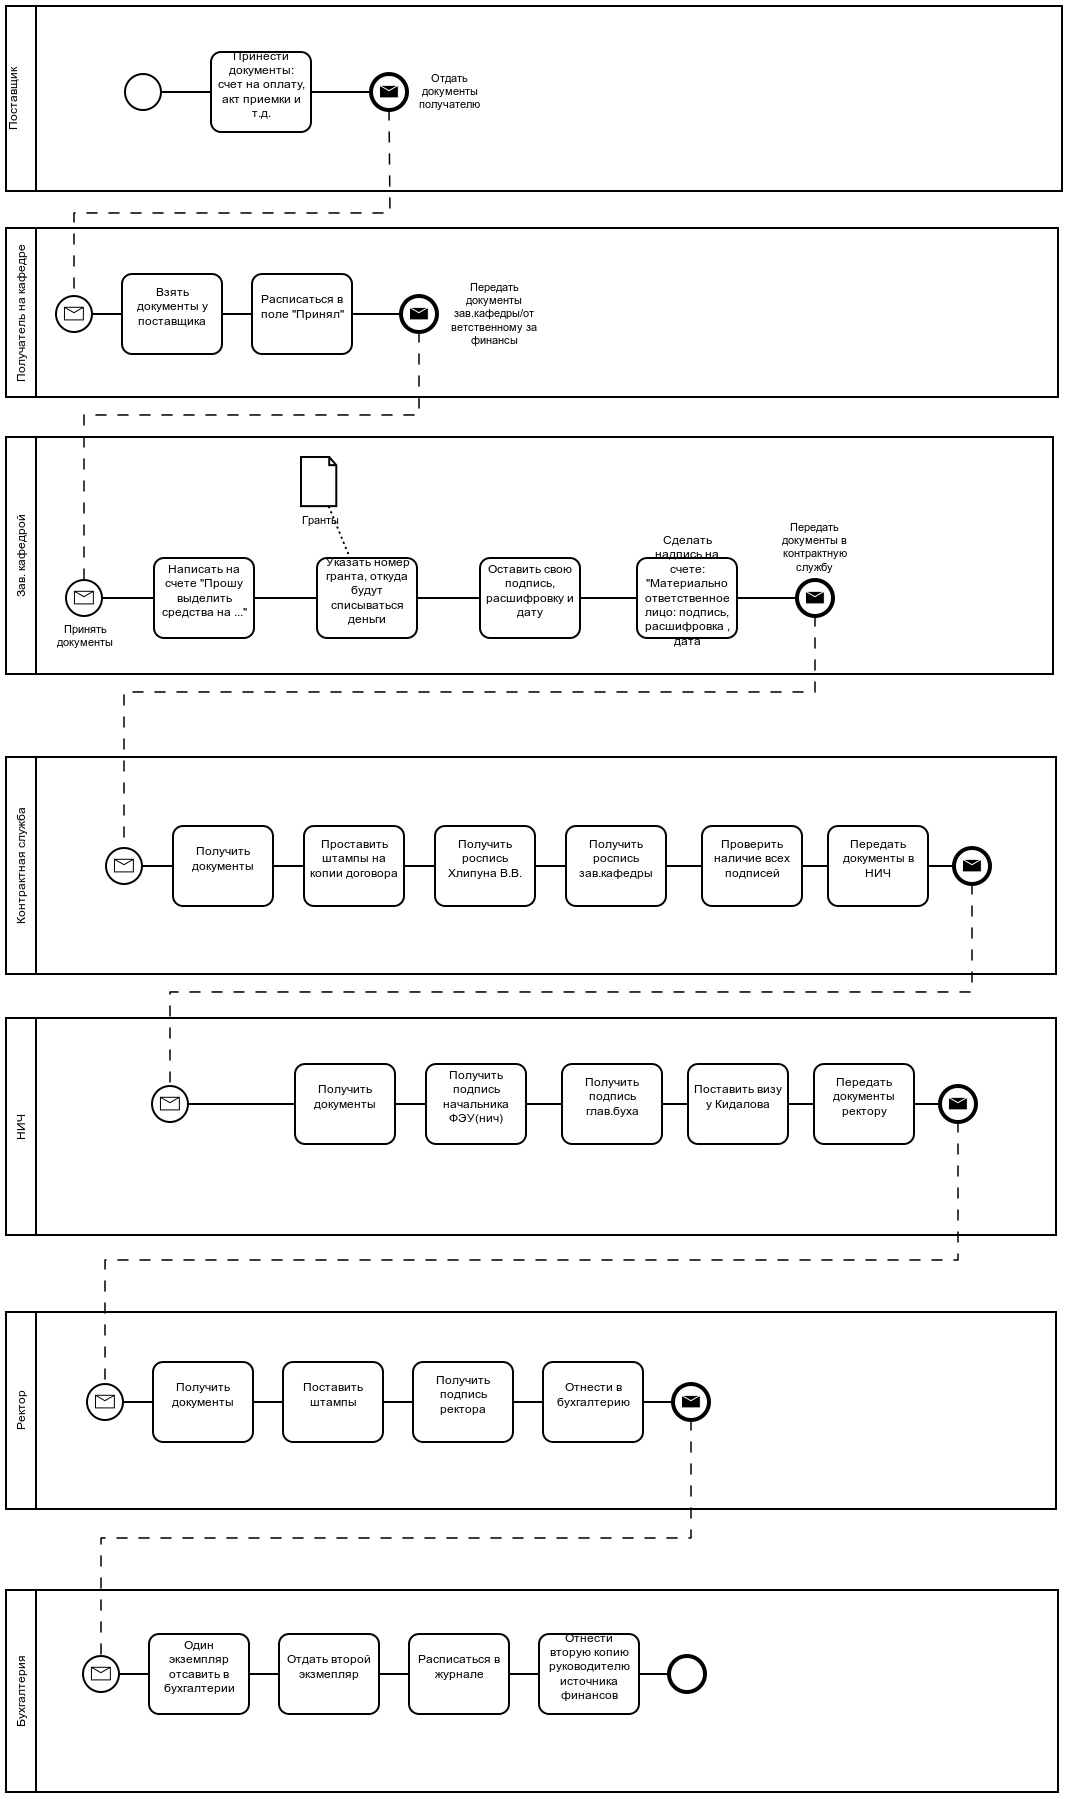 Поставщик
Принести
документы:
счет на оплату,
акт приемки и
т.д.
Отдать
документы
получателю
Получатель на кафедре
Взять
документы у
поставщика
Расписаться в
поле "Принял"
Передать
документы
зав.кафедры/от
ветственному за
финансы
Зав. кафедрой
Принять
документы
Написать на
счете "Прошу
выделить
средства на ..."
Гранты
Указать номер
гранта, откуда
будут
списываться
деньги
Оставить свою
подпись,
расшифровку и
дату
Сделать
надпись на
счете:
"Материально
ответственное
лицо: подпись,
расшифровка ,
дата
Передать
документы в
контрактную
службу
Контрактная служба
Получить
документы
Проставить
штампы на
копии договора
Получить
роспись
Хлипуна В.В.
Получить
роспись
зав.кафедры
Проверить
наличие всех
подписей
Передать
документы в
НИЧ
НИЧ
Получить
документы
Получить
подпись
начальника
ФЭУ(нич)
Получить
подпись
глав.буха
Поставить визу
у Кидалова
Передать
документы
ректору
Ректор
Получить
документы
Поставить
штампы
Получить
подпись
ректора
Отнести в
бухгалтерию
Бухгалтерия
Один
экземпляр
отсавить в
бухгалтерии
Отдать второй
экзмепляр
Расписаться в
журнале
Отнести
вторую копию
руководителю
источника
финансов